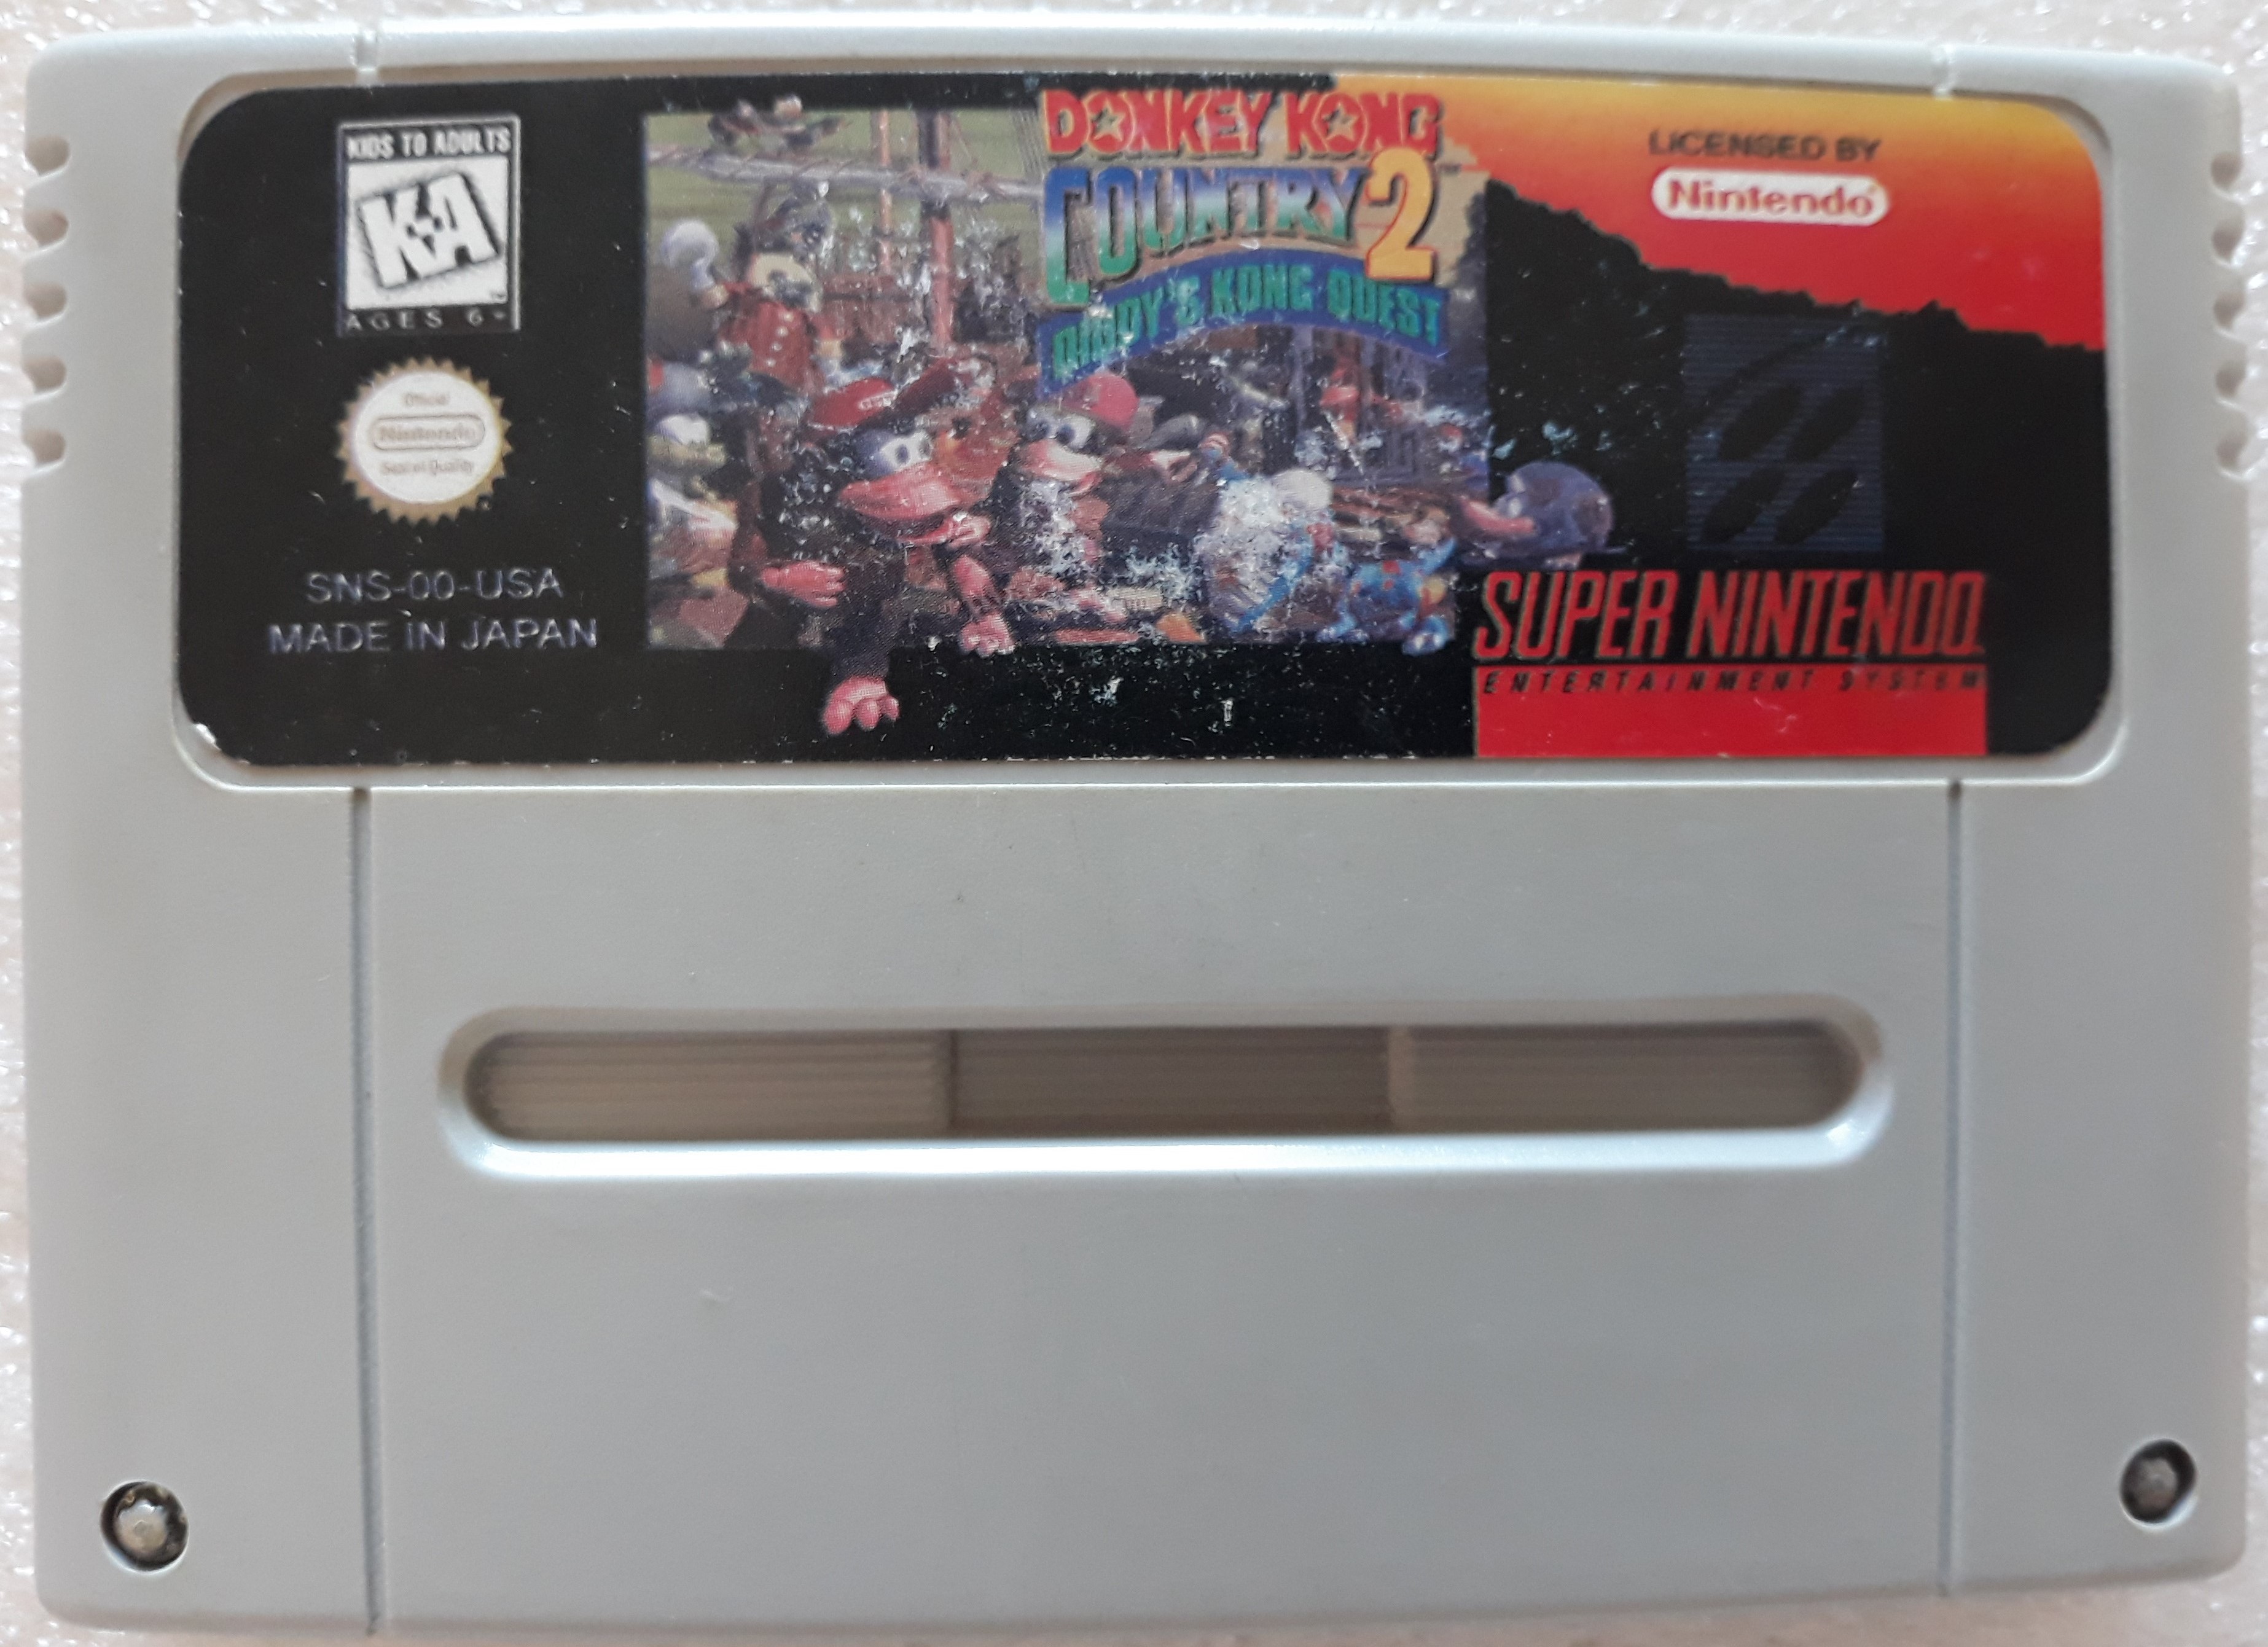 KIDS TO ADULTS
K-A
AGES 6+
Official
Nintendo
Seal of Quality
SNS-00-USA
MADE IN JAPAN
DONKEY KONG
COUNTRY 2
DIDDY'S KONG QUEST
LICENSED BY
Nintendo
SUPER NINTENDO
ENTERTAINMENT SYSTEM